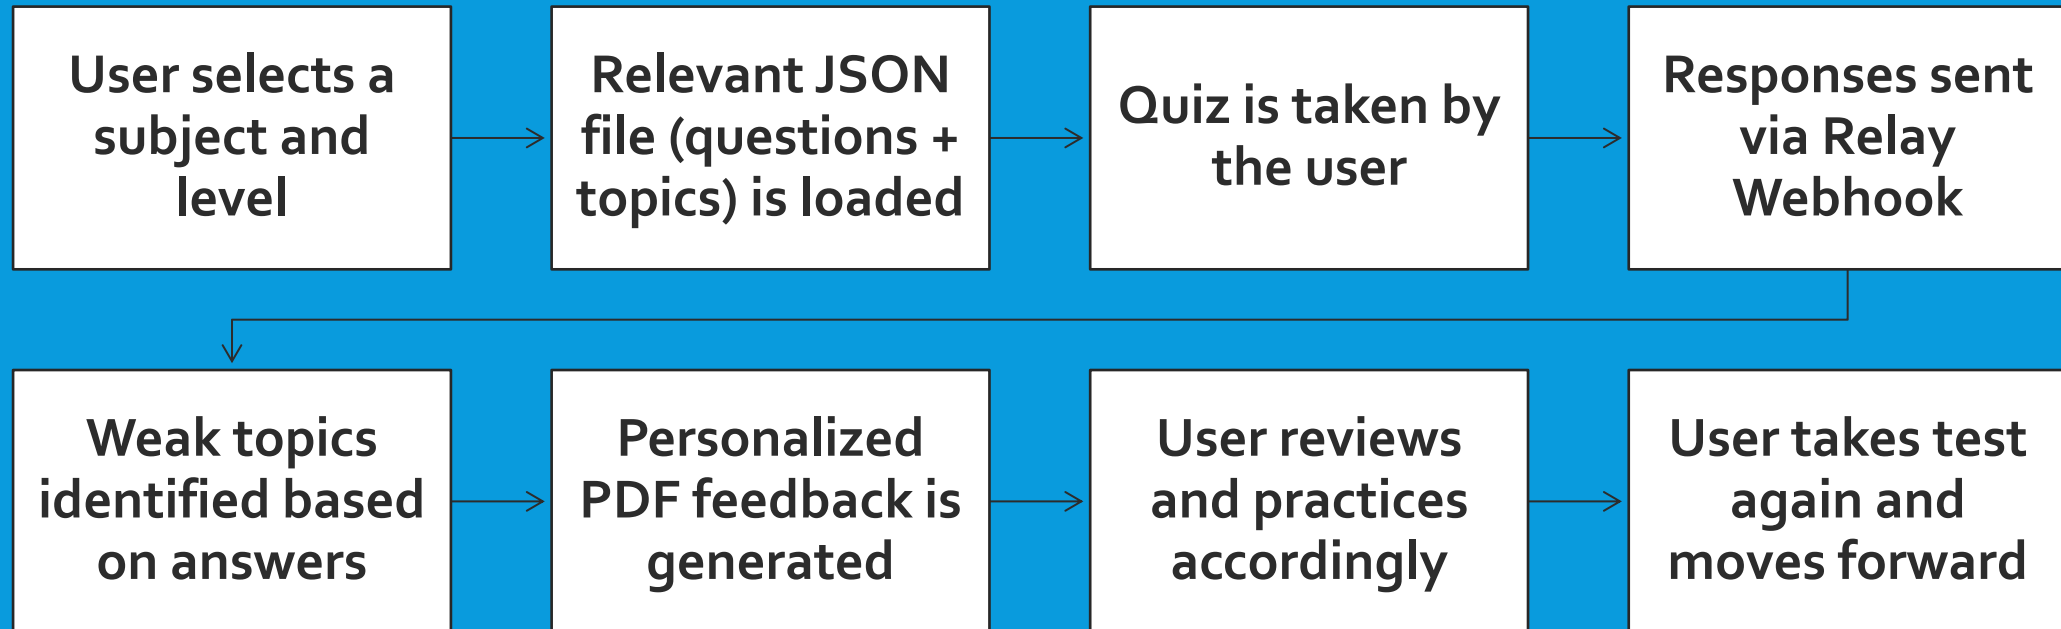 User selects a
subject and
level
Relevant JSON
file (questions +
topics) is loaded
Quiz is taken by
the user
Responses sent
via Relay
Webhook
Weak topics
identified based
on answers
Personalized
PDF feedback is
generated
User reviews
and practices
accordingly
User takes test
again and
moves forward